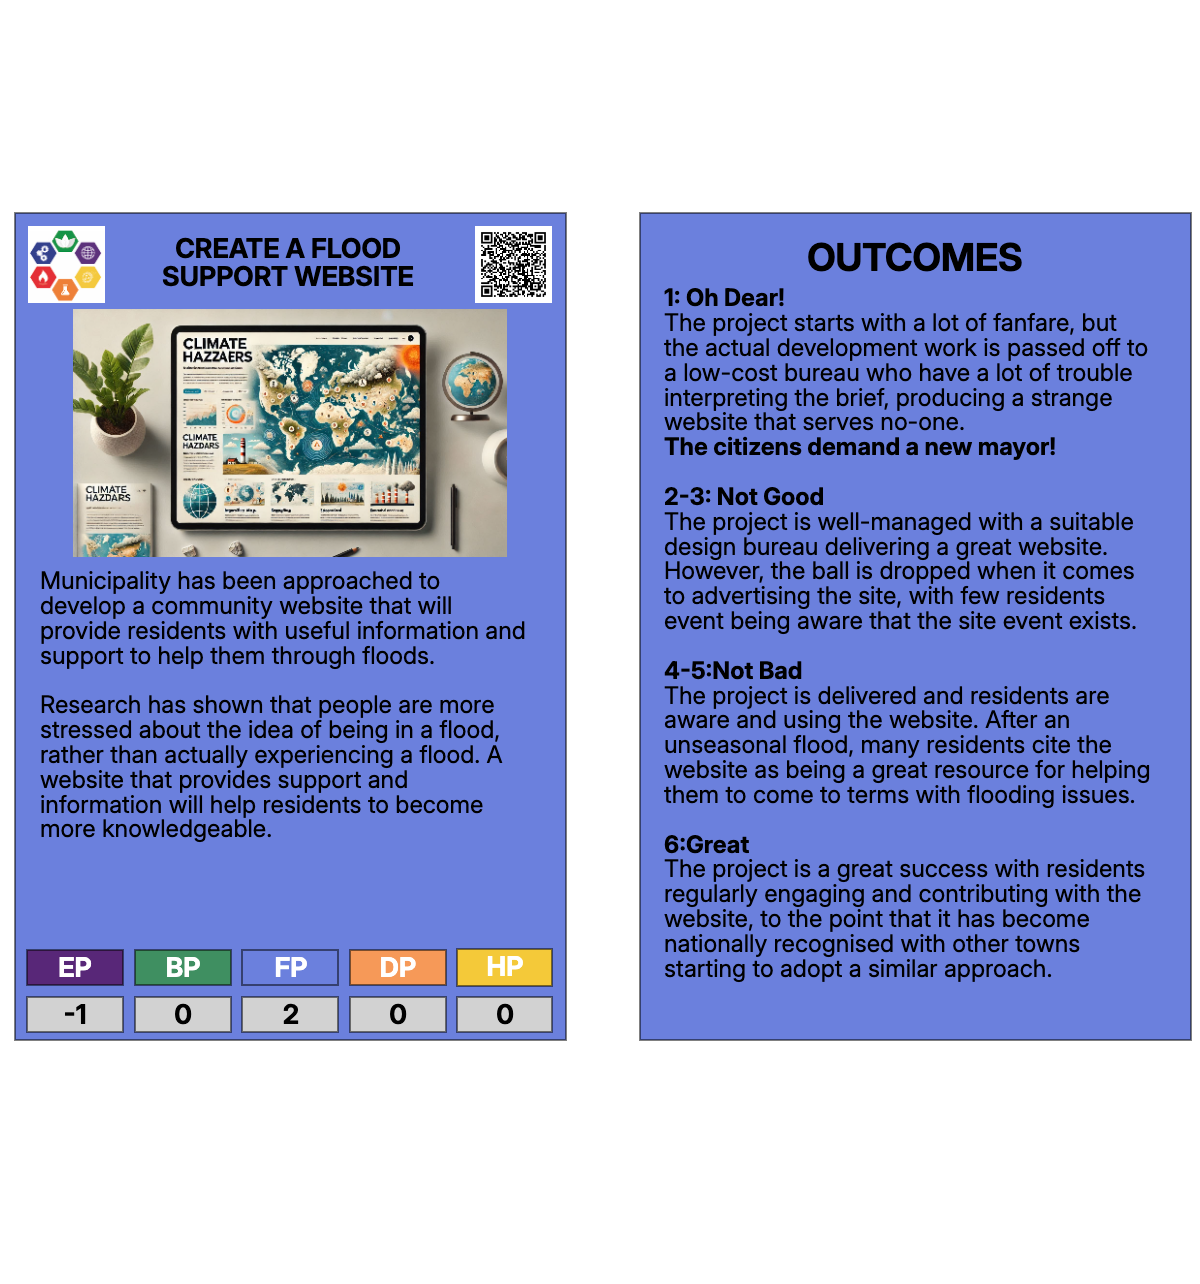 CREATE A FLOOD
SUPPORT WEBSITE
CLIMATE
HAZZAERS
CLIMATE
HAZDARS
CLIMATE
HAZDARS
Municipality has been approached to
develop a community website that will
provide residents with useful information and
support to help them through floods.
Research has shown that people are more
stressed about the idea of being in a flood,
rather than actually experiencing a flood. A
website that provides support and
information will help residents to become
more knowledgeable.
EP BP FP DP HP
-1 0 2 0 0
OUTCOMES
1: Oh Dear!
The project starts with a lot of fanfare, but
the actual development work is passed off to
a low-cost bureau who have a lot of trouble
interpreting the brief, producing a strange
website that serves no-one.
The citizens demand a new mayor!
2-3: Not Good
The project is well-managed with a suitable
design bureau delivering a great website.
However, the ball is dropped when it comes
to advertising the site, with few residents
event being aware that the site event exists.
4-5:Not Bad
The project is delivered and residents are
aware and using the website. After an
unseasonal flood, many residents cite the
website as being a great resource for helping
them to come to terms with flooding issues.
6:Great
The project is a great success with residents
regularly engaging and contributing with the
website, to the point that it has become
nationally recognised with other towns
starting to adopt a similar approach.